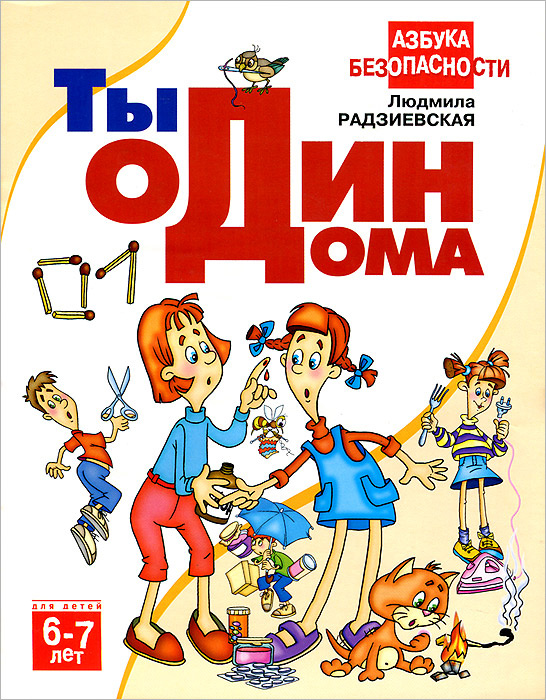 АЗБУКА
БЕЗОПАСНОСТИ
Людмила
РАДЗИЕВСКАЯ
Ты
оДин
Дома
для детей
6-7
лет